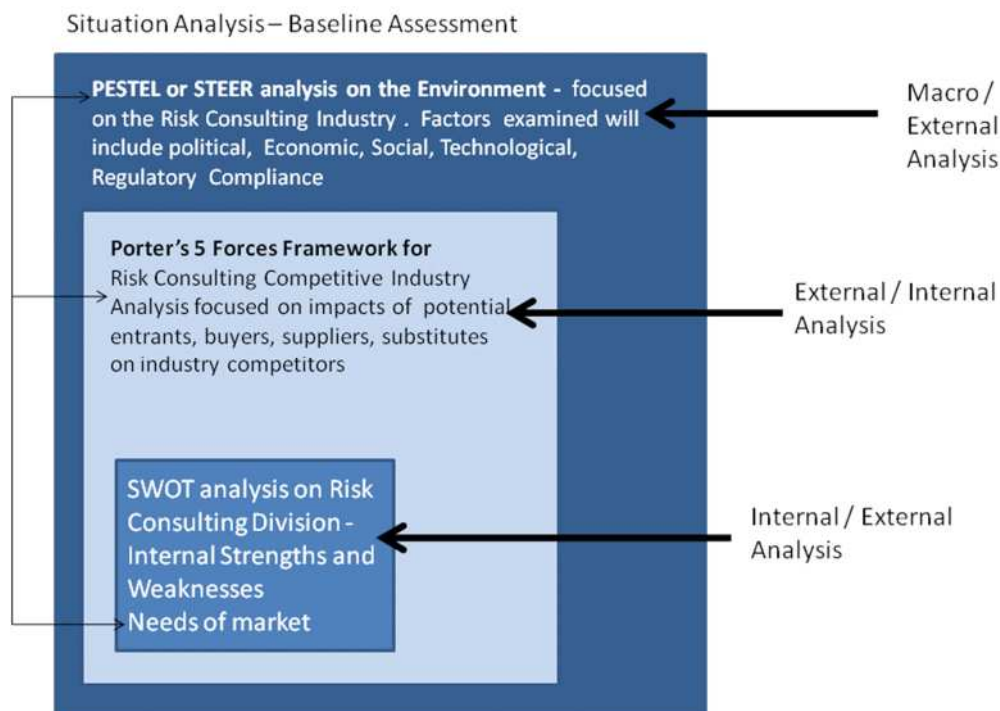 Situation Analysis – Baseline Assessment
PESTEL or STEER analysis on the Environment - focused
on the Risk Consulting Industry . Factors examined will
include political, Economic, Social, Technological,
Regulatory Compliance
Macro /
External
Analysis
Porter's 5 Forces Framework for
Risk Consulting Competitive Industry
Analysis focused on impacts of potential
entrants, buyers, suppliers, substitutes
on industry competitors
External / Internal
Analysis
SWOT analysis on Risk
Consulting Division -
Internal Strengths and
Weaknesses
Needs of market
Internal / External
Analysis